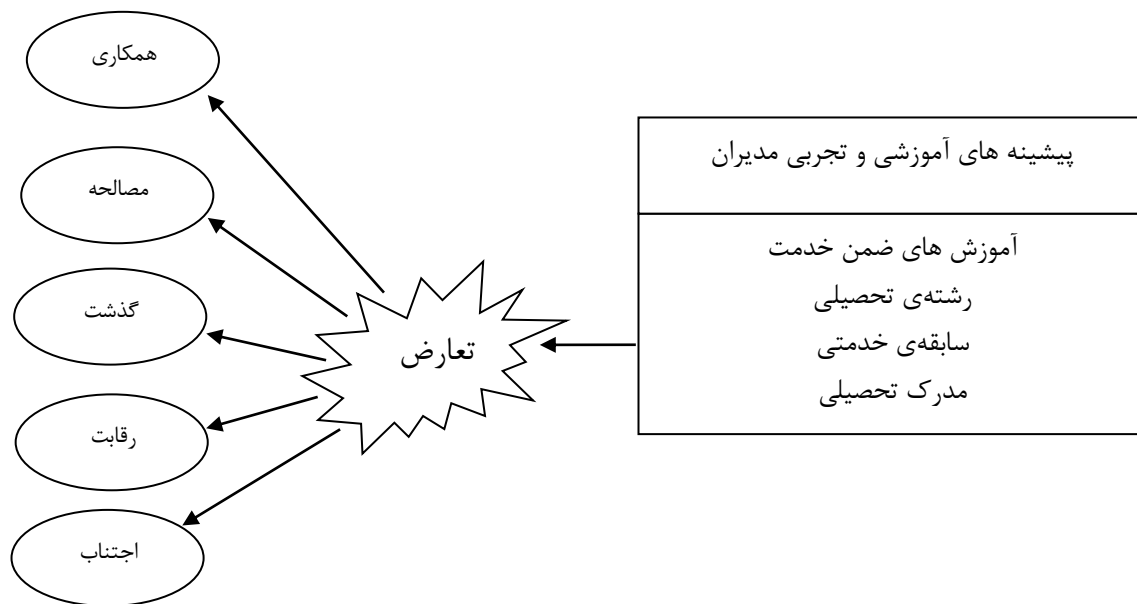 پیشینه های آموزشی و تجربی مدیران
آموزش های ضمن خدمت
رشته‌ی تحصیلی
سابقه‌ی خدمتی
مدرک تحصیلی
تعارض
همکاری
مصالحه
گذشت
رقابت
اجتناب